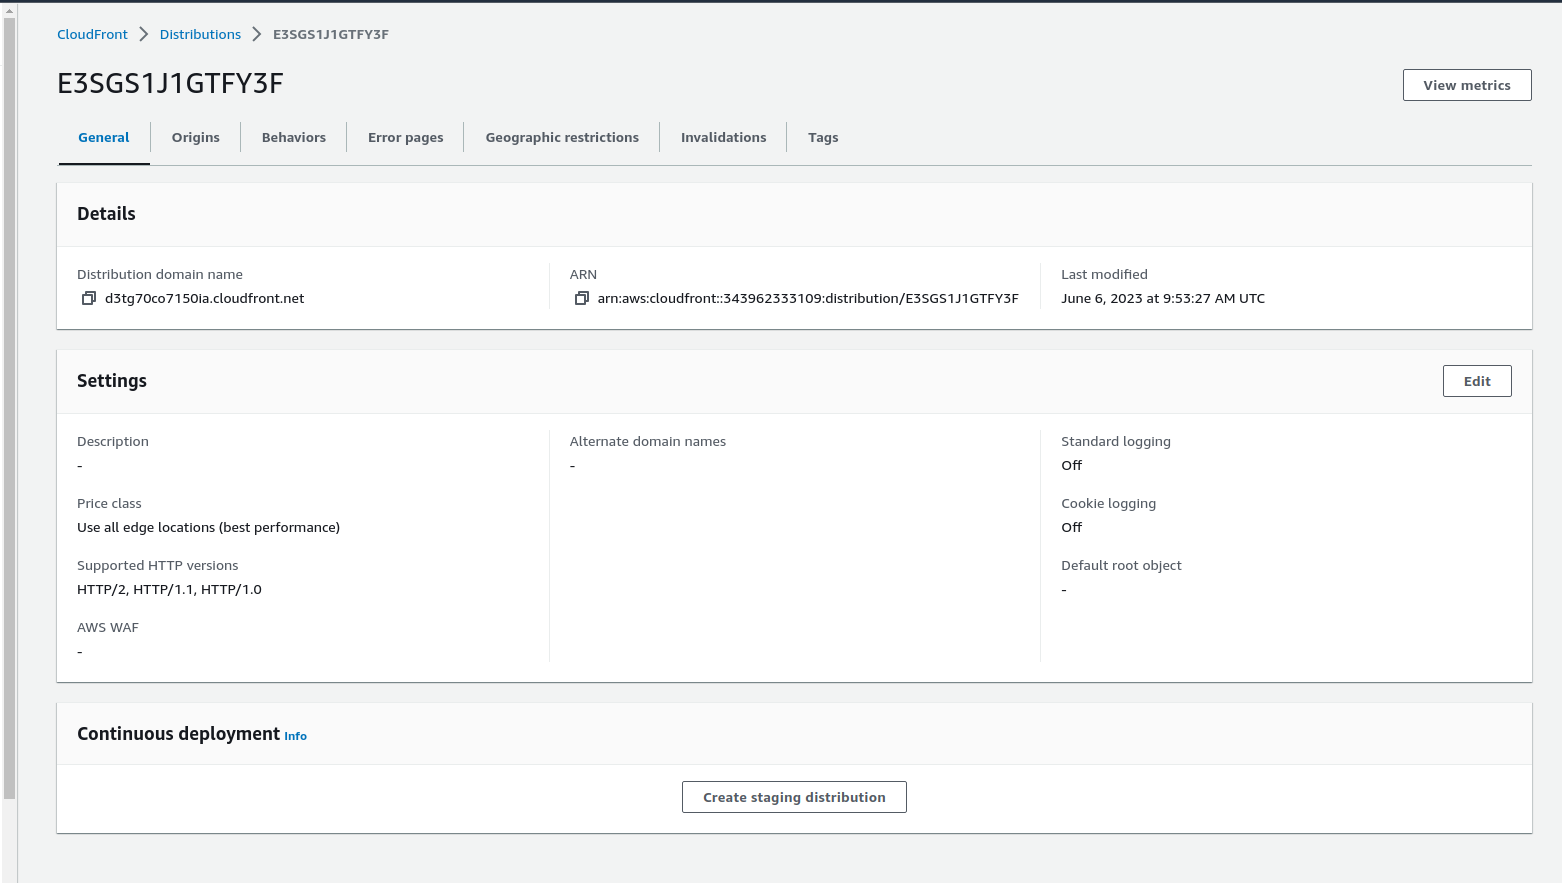 CloudFront > Distributions > E3SGS1J1GTFY3F
E3SGS1J1GTFY3F
View metrics
General
Origins
Behaviors
Error pages
Geographic restrictions
Invalidations
Tags
Details
Distribution domain name
d3tg70co7150ia.cloudfront.net
ARN
arn:aws:cloudfront::343962333109:distribution/E3SGS1J1GTFY3F
Last modified
June 6, 2023 at 9:53:27 AM UTC
Settings
Edit
Description
-
Price class
Use all edge locations (best performance)
Supported HTTP versions
HTTP/2, HTTP/1.1, HTTP/1.0
AWS WAF
-
Alternate domain names
-
Standard logging
Off
Cookie logging
Off
Default root object
-
Continuous deployment Info
Create staging distribution